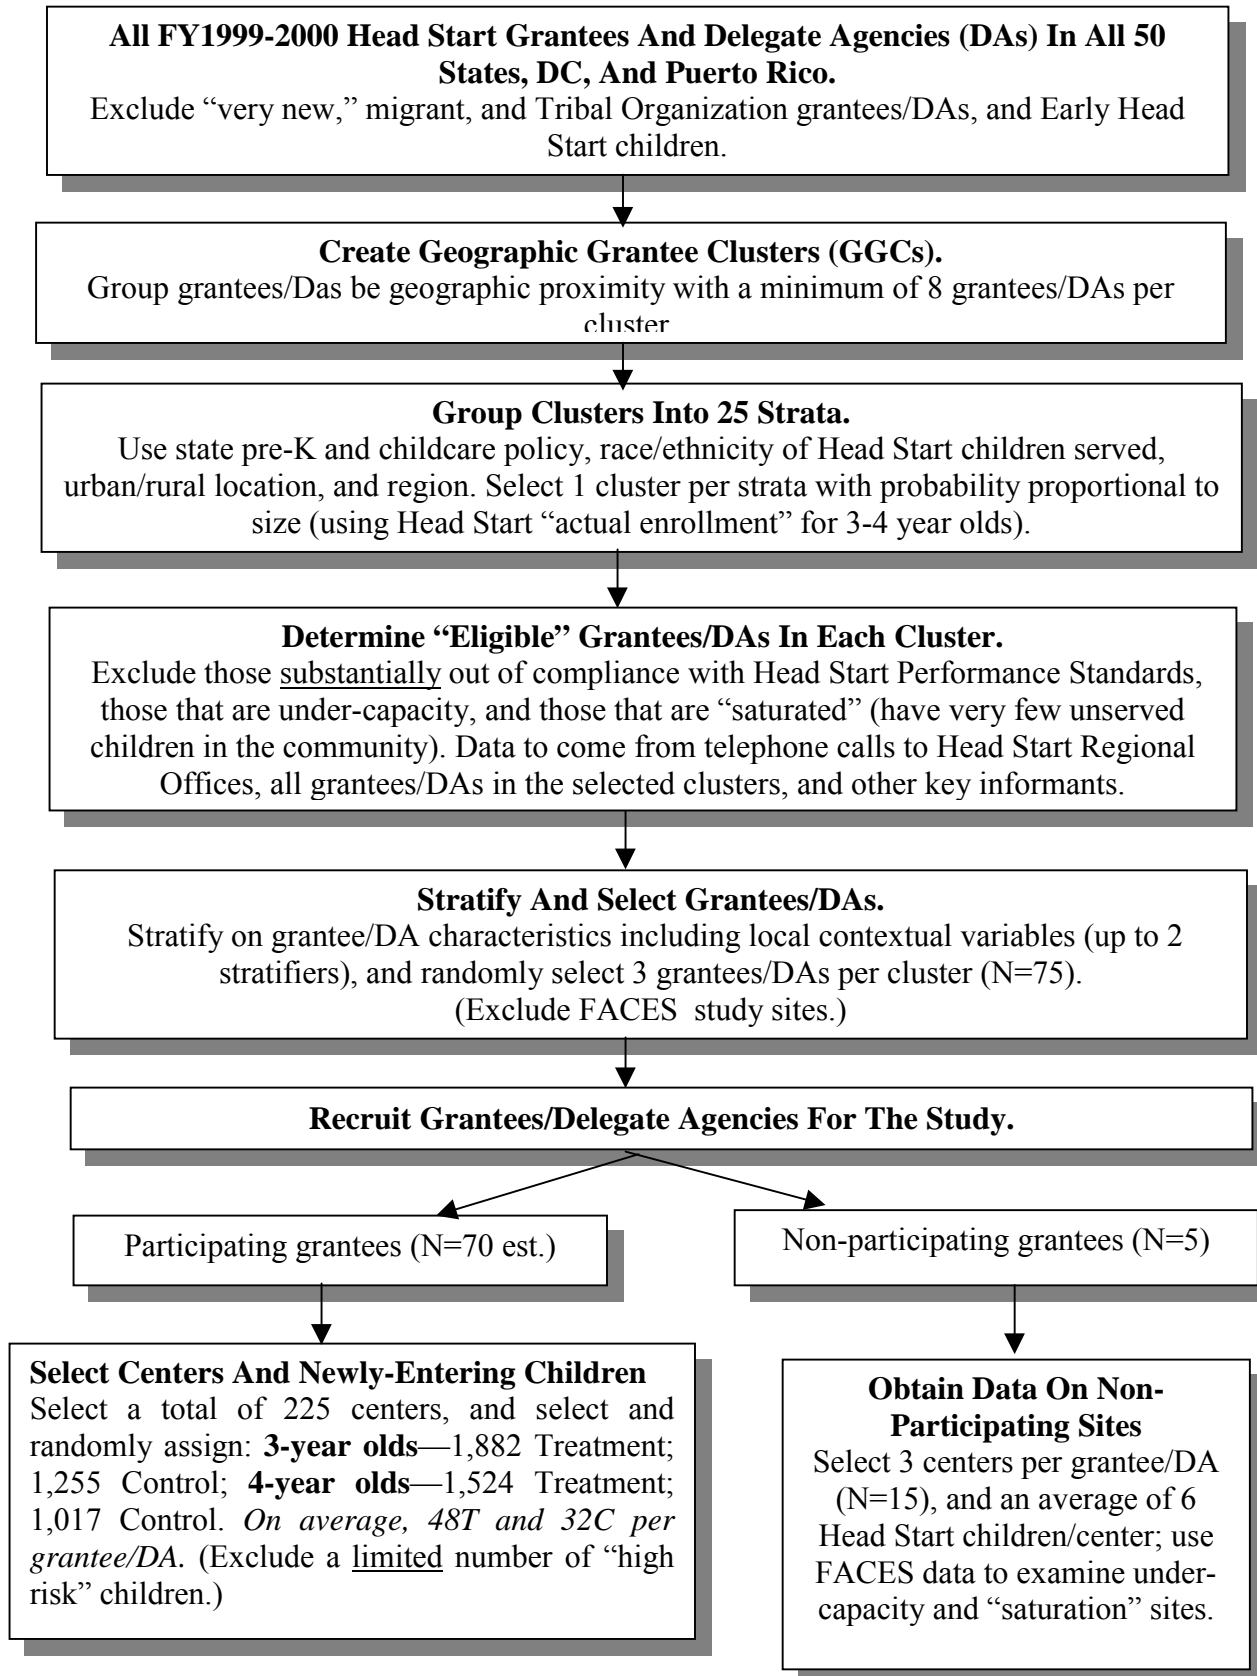 All FY1999-2000 Head Start Grantees And Delegate Agencies (DAs) In All 50
States, DC, And Puerto Rico.
Exclude “very new,” migrant, and Tribal Organization grantees/DAs, and Early Head
Start children.
Create Geographic Grantee Clusters (GGCs).
Group grantees/Das be geographic proximity with a minimum of 8 grantees/DAs per
cluster
Group Clusters Into 25 Strata.
Use state pre-K and childcare policy, race/ethnicity of Head Start children served,
urban/rural location, and region. Select 1 cluster per strata with probability proportional to
size (using Head Start “actual enrollment” for 3-4 year olds).
Determine “Eligible” Grantees/DAs In Each Cluster.
Exclude those substantially out of compliance with Head Start Performance Standards,
those that are under-capacity, and those that are “saturated” (have very few unserved
children in the community). Data to come from telephone calls to Head Start Regional
Offices, all grantees/DAs in the selected clusters, and other key informants.
Stratify And Select Grantees/DAs.
Stratify on grantee/DA characteristics including local contextual variables (up to 2
stratifiers), and randomly select 3 grantees/DAs per cluster (N=75).
(Exclude FACES study sites.)
Recruit Grantees/Delegate Agencies For The Study.
Participating grantees (N=70 est.)
Non-participating grantees (N=5)
Select Centers And Newly-Entering Children
Select a total of 225 centers, and select and
randomly assign: 3-year olds—1,882 Treatment;
1,255 Control; 4-year olds—1,524 Treatment;
1,017 Control. On average, 48T and 32C per
grantee/DA. (Exclude a limited number of “high
risk” children.)
Obtain Data On Non-
Participating Sites
Select 3 centers per grantee/DA
(N=15), and an average of 6
Head Start children/center; use
FACES data to examine under-
capacity and “saturation” sites.